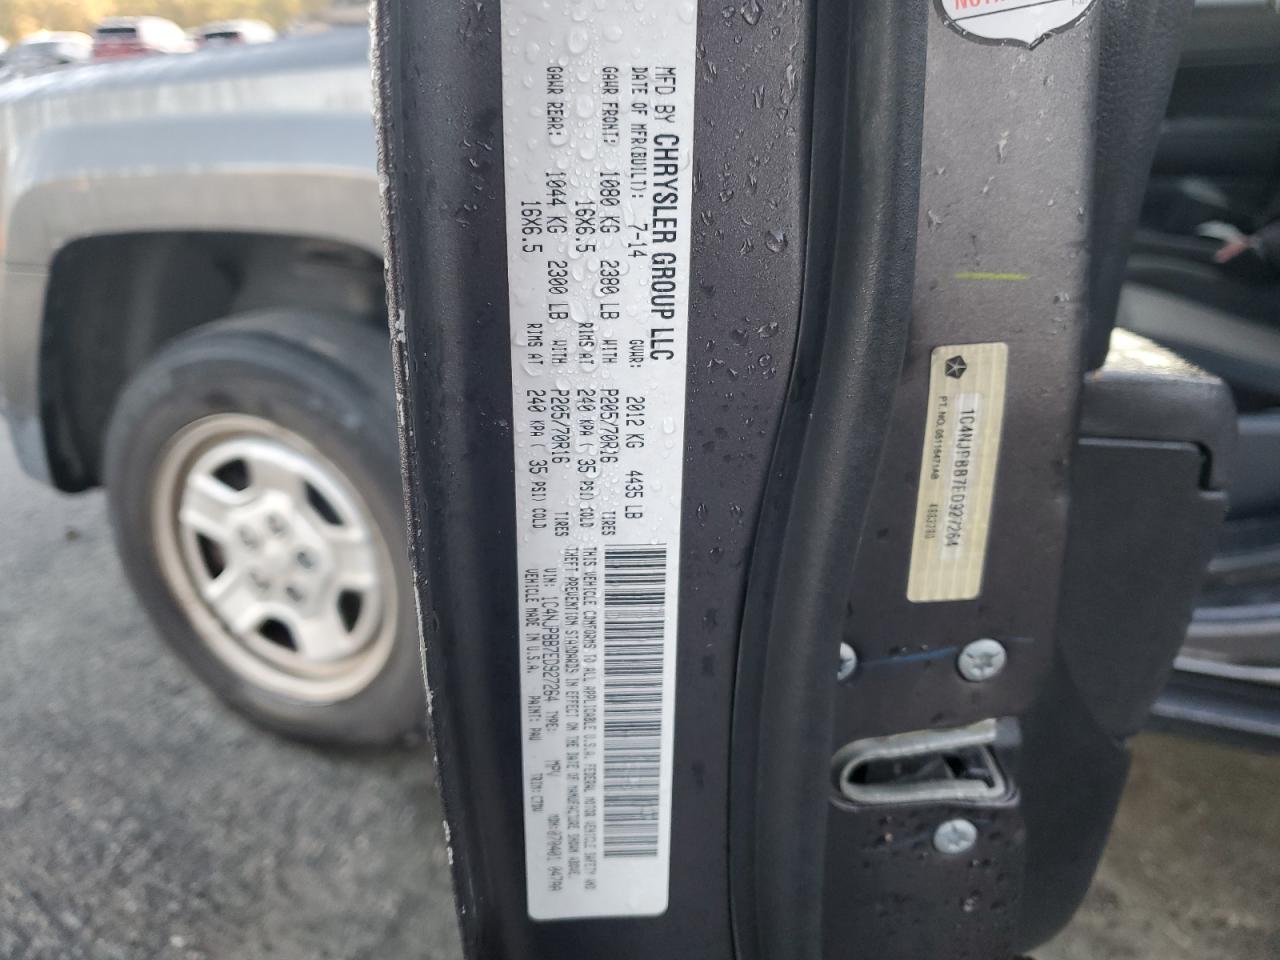 MFD BY CHRYSLER GROUP LLC
DATE OF MFR(BUILT): 7-14 GVWR: 2012 KG 4435 LB
GAWR FRONT: 1080 KG 2380 LB WITH P205/70R16 TIRES
16X6.5 RIMS AT 240 KPA( 35 PSI) COLD
GAWR REAR: 1044 KG 2300 LB WITH P205/70R16 TIRES
16X6.5 RIMS AT 240 KPA( 35 PSI) COLD
THIS VEHICLE CONFORMS TO ALL APPLICABLE U.S.A. FEDERAL MOTOR VEHICLE SAFETY AND
THEFT PREVENTION STANDARDS IN EFFECT ON THE DATE OF MANUFACTURE SHOWN ABOVE.
VIN: 1C4NJPBB7ED927264 TYPE: MPV
VEHICLE MADE IN U.S.A. PAINT: PAU TRIM:
1C4NJPBB7ED927264
PT. NO.